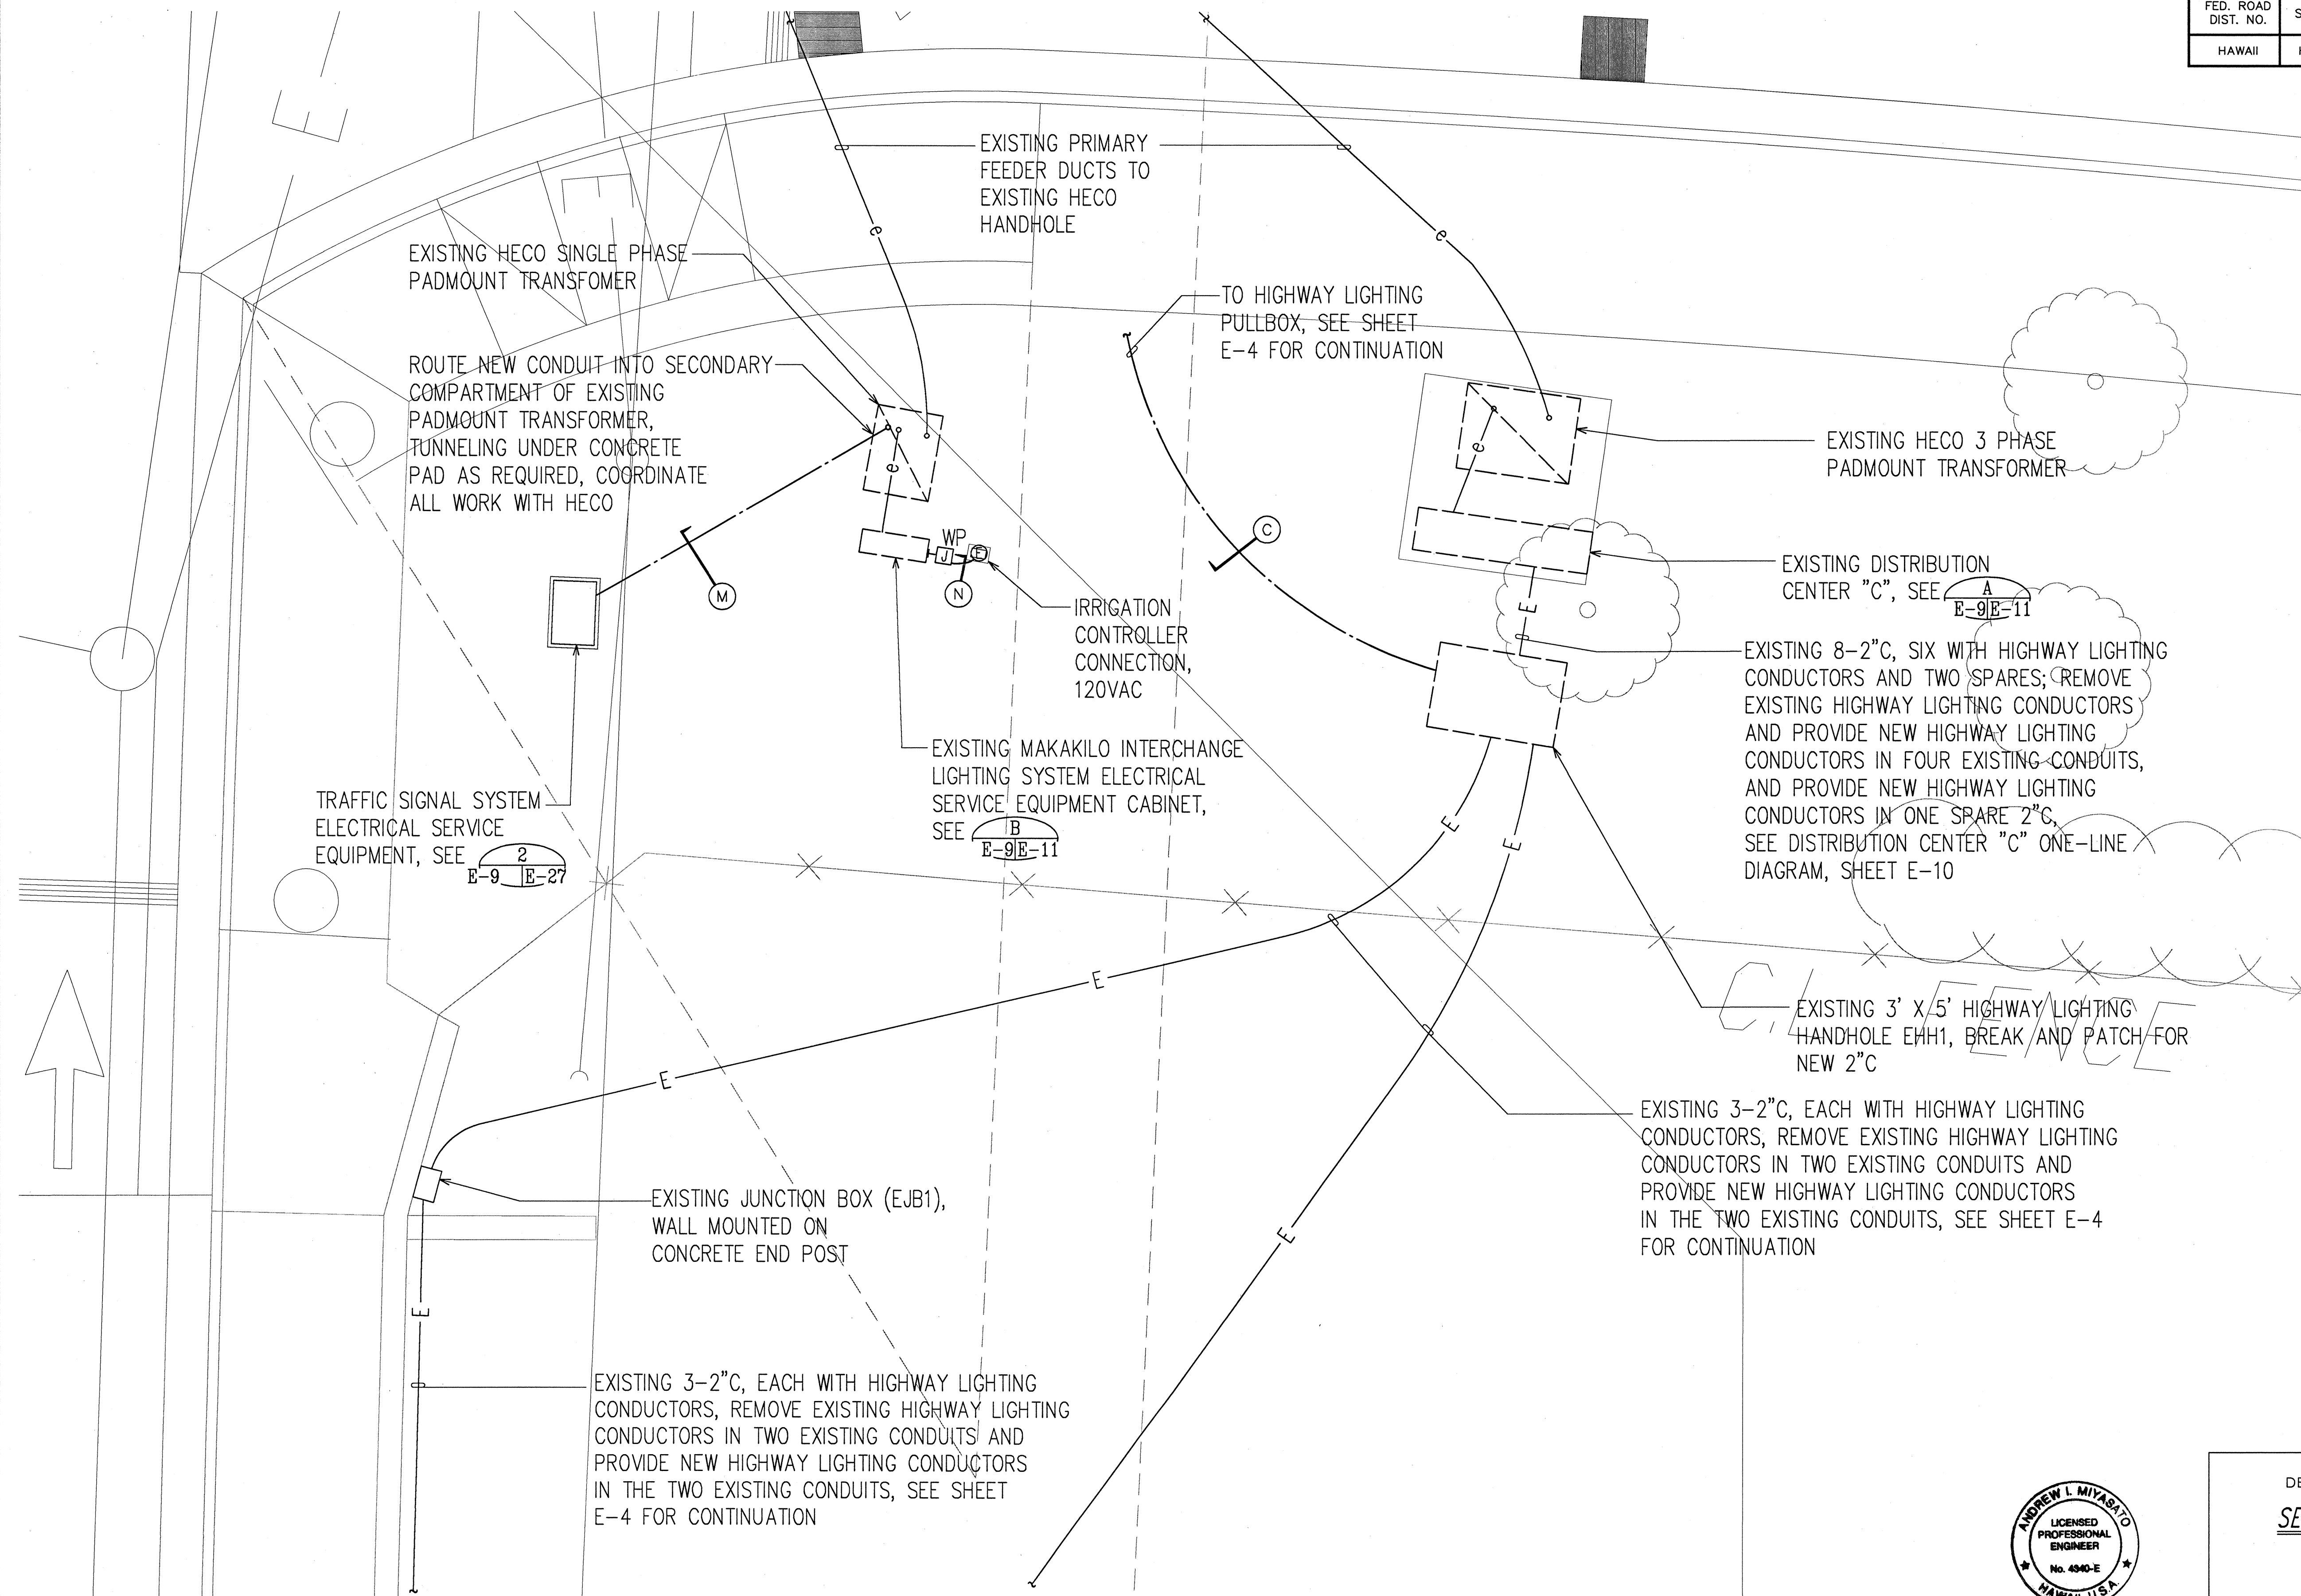 FED. ROAD
DIST. NO.
HAWAII
EXISTING PRIMARY
FEEDER DUCTS TO
EXISTING HECO
HANDHOLE
e
e
EXISTING HECO SINGLE PHASE
PADMOUNT TRANSFOMER
TO HIGHWAY LIGHTING
PULLBOX, SEE SHEET
E-4 FOR CONTINUATION
ROUTE NEW CONDUIT INTO SECONDARY
COMPARTMENT OF EXISTING
PADMOUNT TRANSFORMER,
TUNNELING UNDER CONCRETE
PAD AS REQUIRED, COORDINATE
ALL WORK WITH HECO
e
e
EXISTING HECO 3 PHASE
PADMOUNT TRANSFORMER
WP
J
E
M
N
C
IRRIGATION
CONTROLLER
CONNECTION,
120VAC
EXISTING DISTRIBUTION
CENTER "C", SEE
A
E-9 E-11
E
EXISTING 8-2"C, SIX WITH HIGHWAY LIGHTING
CONDUCTORS AND TWO SPARES; REMOVE
EXISTING HIGHWAY LIGHTING CONDUCTORS
AND PROVIDE NEW HIGHWAY LIGHTING
CONDUCTORS IN FOUR EXISTING CONDUITS,
AND PROVIDE NEW HIGHWAY LIGHTING
CONDUCTORS IN ONE SPARE 2"C,
SEE DISTRIBUTION CENTER "C" ONE-LINE
DIAGRAM, SHEET E-10
EXISTING MAKAKILO INTERCHANGE
LIGHTING SYSTEM ELECTRICAL
SERVICE EQUIPMENT CABINET,
SEE
B
E-9 E-11
TRAFFIC SIGNAL SYSTEM
ELECTRICAL SERVICE
EQUIPMENT, SEE
2
E-9 E-27
E
E
E
E
E
E
C.L. FENCE
EXISTING 3' X 5' HIGHWAY LIGHTING
HANDHOLE EHH1, BREAK AND PATCH FOR
NEW 2"C
EXISTING 3-2"C, EACH WITH HIGHWAY LIGHTING
CONDUCTORS, REMOVE EXISTING HIGHWAY LIGHTING
CONDUCTORS IN TWO EXISTING CONDUITS AND
PROVIDE NEW HIGHWAY LIGHTING CONDUCTORS
IN THE TWO EXISTING CONDUITS, SEE SHEET E-4
FOR CONTINUATION
EXISTING JUNCTION BOX (EJB1),
WALL MOUNTED ON
CONCRETE END POST
EXISTING 3-2"C, EACH WITH HIGHWAY LIGHTING
CONDUCTORS, REMOVE EXISTING HIGHWAY LIGHTING
CONDUCTORS IN TWO EXISTING CONDUITS AND
PROVIDE NEW HIGHWAY LIGHTING CONDUCTORS
IN THE TWO EXISTING CONDUITS, SEE SHEET
E-4 FOR CONTINUATION
ANDREW I. MIYASATO
LICENSED
PROFESSIONAL
ENGINEER
No. 4340-E
HAWAII, U.S.A.